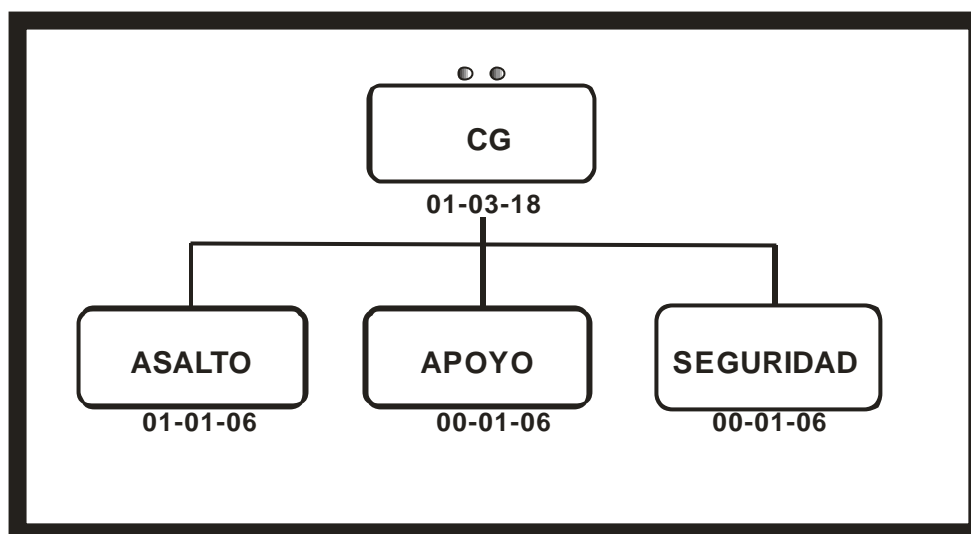 CG
01-03-18
ASALTO
APOYO
SEGURIDAD
01-01-06
00-01-06
00-01-06